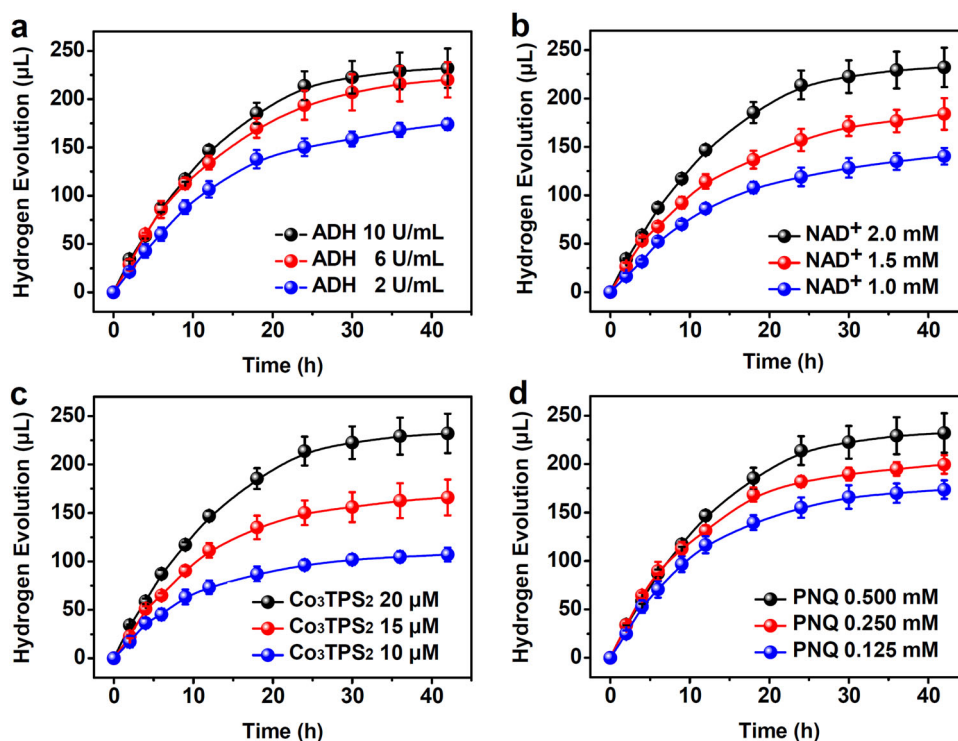 a
Hydrogen Evolution (µL)
250
200
150
100
50
0
ADH 10 U/mL
ADH 6 U/mL
ADH 2 U/mL
0 10 20 30 40
Time (h)
b
Hydrogen Evolution (µL)
250
200
150
100
50
0
NAD+ 2.0 mM
NAD+ 1.5 mM
NAD+ 1.0 mM
0 10 20 30 40
Time (h)
c
Hydrogen Evolution (µL)
250
200
150
100
50
0
Co3TPS2 20 µM
Co3TPS2 15 µM
Co3TPS2 10 µM
0 10 20 30 40
Time (h)
d
Hydrogen Evolution (µL)
250
200
150
100
50
0
PNQ 0.500 mM
PNQ 0.250 mM
PNQ 0.125 mM
0 10 20 30 40
Time (h)